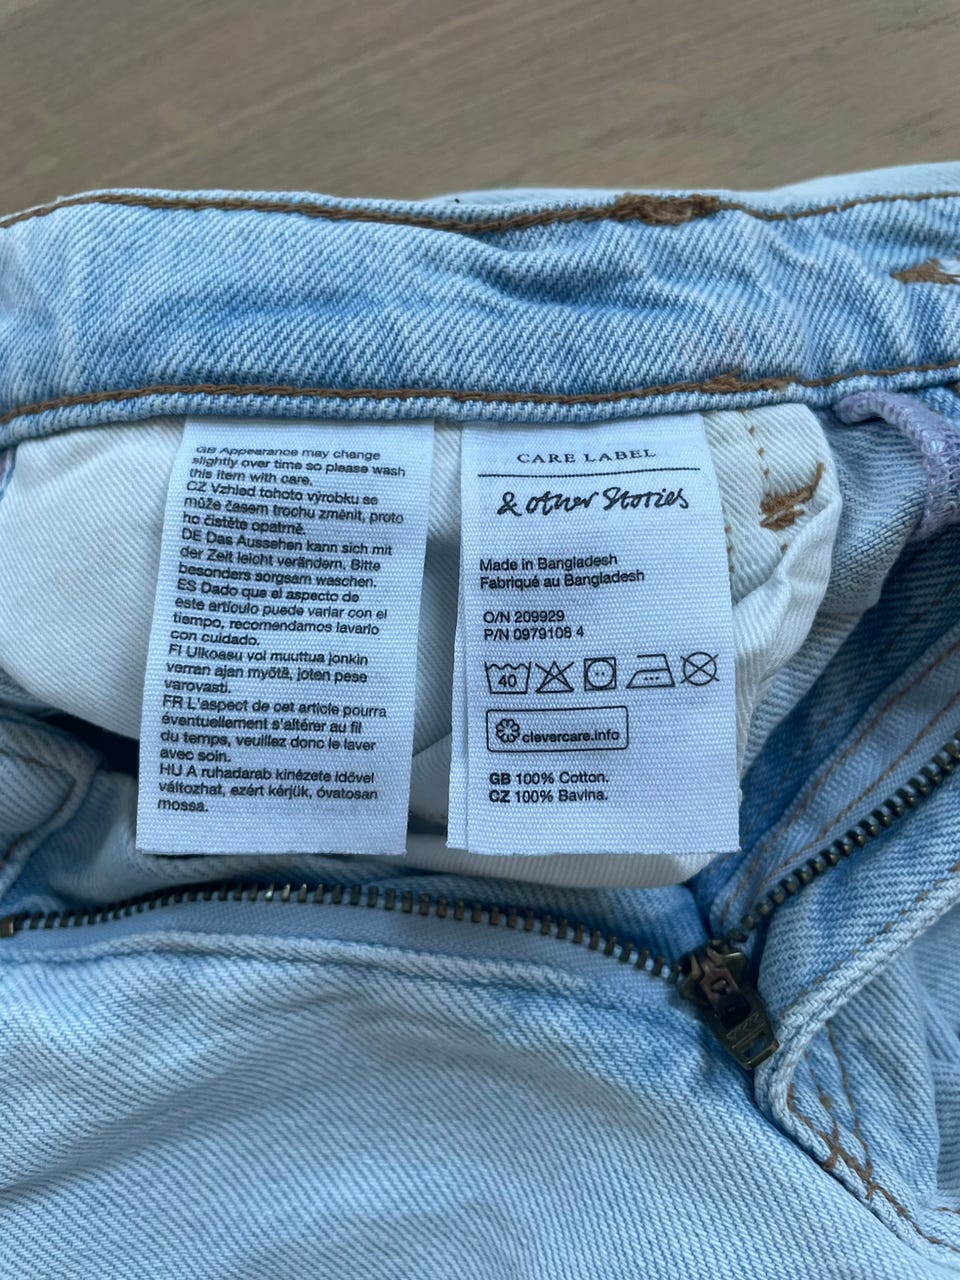 GB Appearance may change
slightly over time so please wash
this item with care.
CZ Vzhled tohoto výrobku se
může časem trochu změnit, proto
ho čistěte opatrně.
DE Das Aussehen kann sich mit
der Zeit leicht verändern. Bitte
besonders sorgsam waschen.
ES Dado que el aspecto de
este artículo puede variar con el
tiempo, recomendamos lavarlo
con cuidado.
FI Ulkoasu voi muuttua jonkin
verran ajan myötä, joten pese
varovasti.
FR L'aspect de cet article pourra
éventuellement s'altérer au fil
du temps, veuillez donc le laver
avec soin.
HU A ruhadarab kinézete idővel
változhat, ezért kérjük, óvatosan
mossa.
CARE LABEL
& other Stories
Made in Bangladesh
Fabriqué au Bangladesh
O/N 209929
P/N 0979108 4
40
clevercare.info
GB 100% Cotton.
CZ 100% Bavlna.